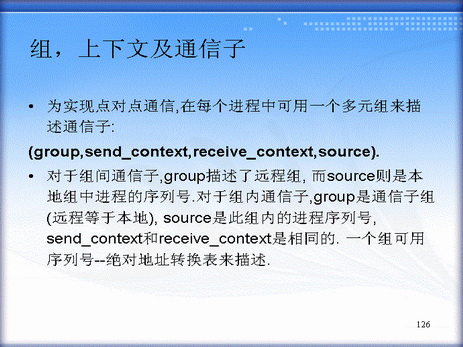 组，上下文及通信子
• 为实现点对点通信,在每个进程中可用一个多元组来描
述通信子:
(group,send_context,receive_context,source).
• 对于组间通信子,group描述了远程组, 而source则是本
地组中进程的序列号.对于组内通信子,group是通信子组
(远程等于本地), source是此组内的进程序列号,
send_context和receive_context是相同的. 一个组可用
序列号--绝对地址转换表来描述.
126